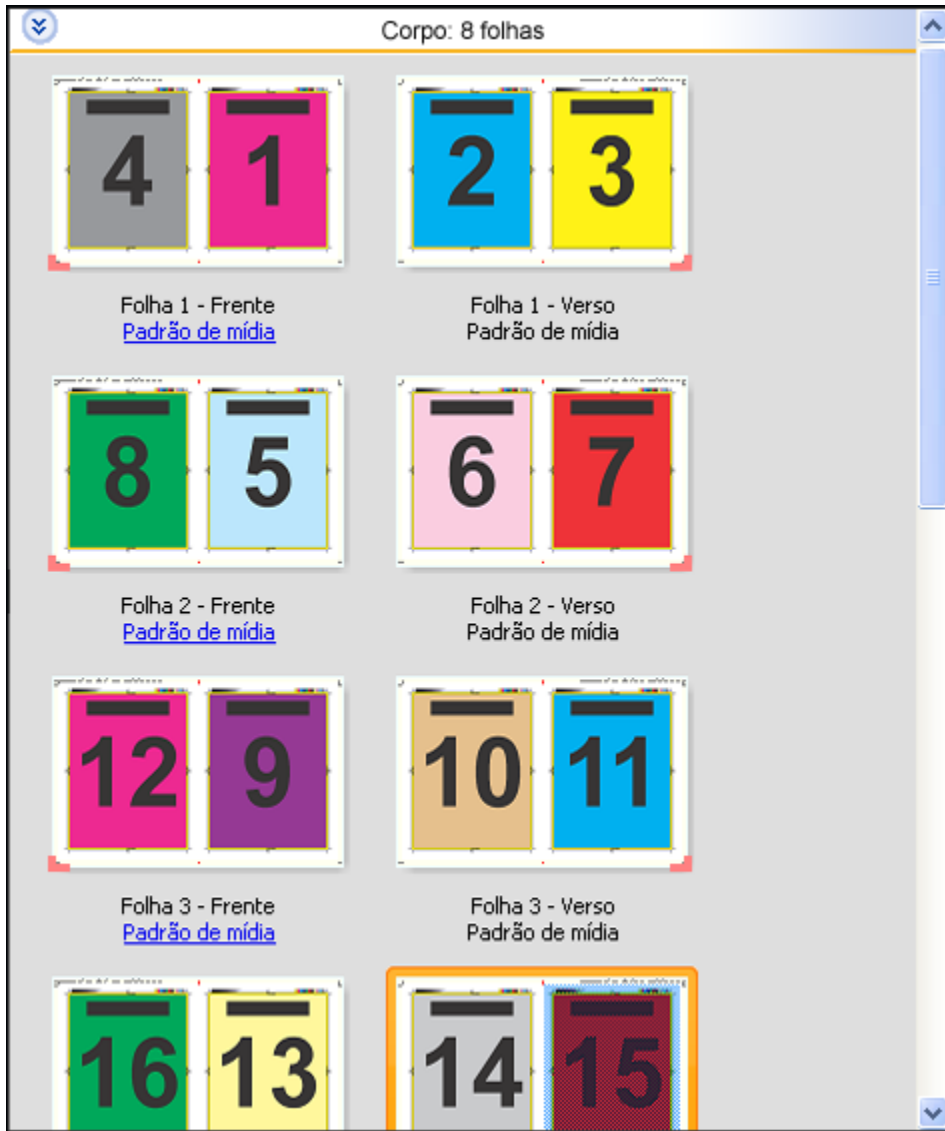 Corpo: 8 folhas
4 1 2 3
Folha 1 - Frente Folha 1 - Verso
Padrão de mídia Padrão de mídia
8 5 6 7
Folha 2 - Frente Folha 2 - Verso
Padrão de mídia Padrão de mídia
12 9 10 11
Folha 3 - Frente Folha 3 - Verso
Padrão de mídia Padrão de mídia
16 13 14 15